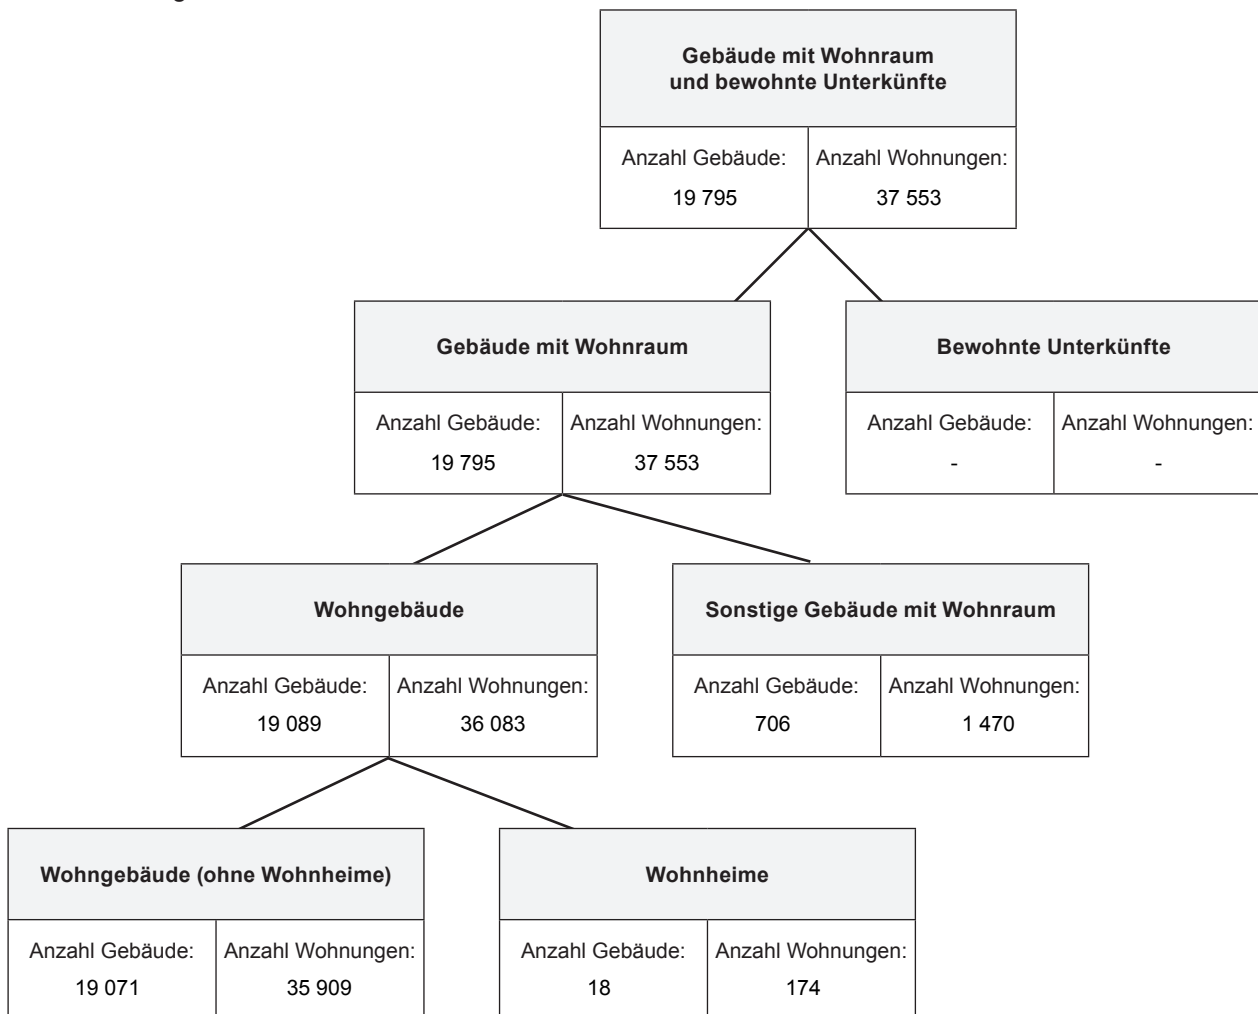 Gebäude mit Wohnraum
und bewohnte Unterkünfte
Anzahl Gebäude: Anzahl Wohnungen:
19 795 37 553
Gebäude mit Wohnraum
Anzahl Gebäude: Anzahl Wohnungen:
19 795 37 553
Bewohnte Unterkünfte
Anzahl Gebäude: Anzahl Wohnungen:
- -
Wohngebäude
Anzahl Gebäude: Anzahl Wohnungen:
19 089 36 083
Sonstige Gebäude mit Wohnraum
Anzahl Gebäude: Anzahl Wohnungen:
706 1 470
Wohngebäude (ohne Wohnheime)
Anzahl Gebäude: Anzahl Wohnungen:
19 071 35 909
Wohnheime
Anzahl Gebäude: Anzahl Wohnungen:
18 174